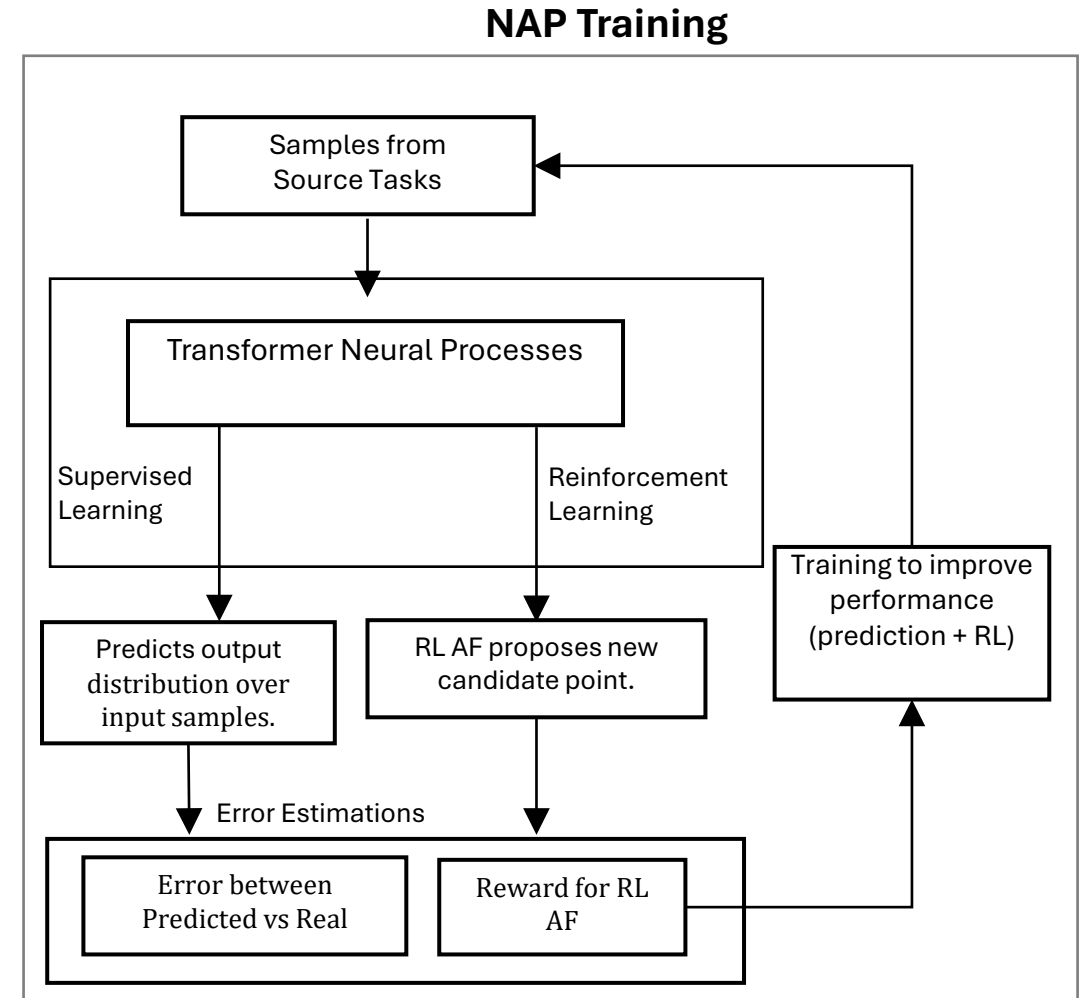 NAP Training
Samples from
Source Tasks
Transformer Neural Processes
Supervised
Learning
Reinforcement
Learning
Training to improve
performance
(prediction + RL)
Predicts output
distribution over
input samples.
RL AF proposes new
candidate point.
Error Estimations
Error between
Predicted vs Real
Reward for RL
AF